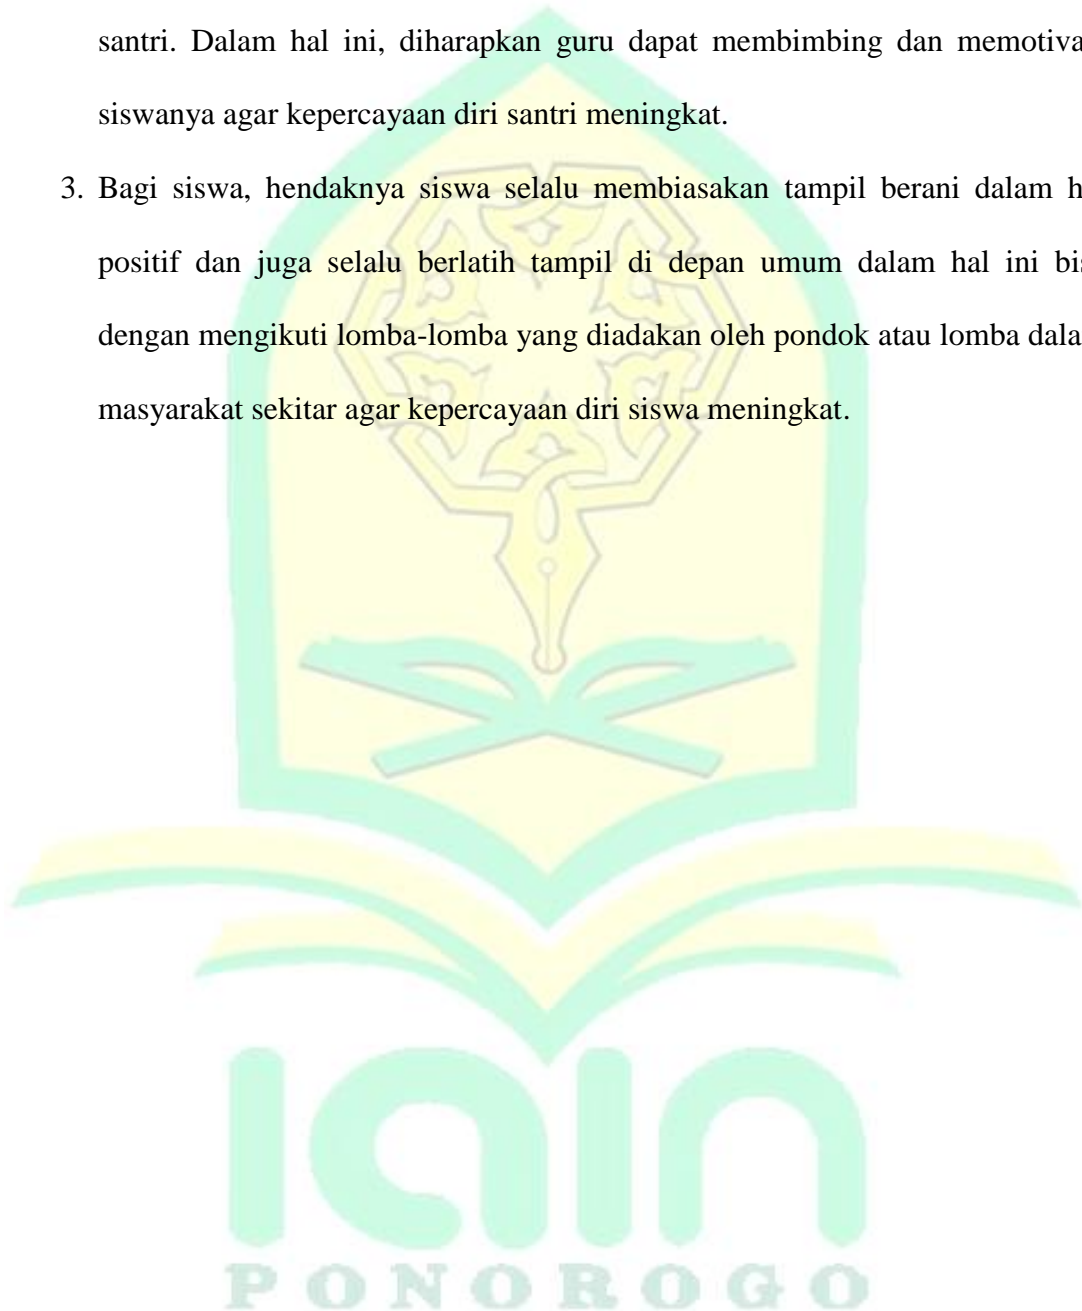 santri. Dalam hal ini, diharapkan guru dapat membimbing dan memotiva
siswanya agar kepercayaan diri santri meningkat.
3. Bagi siswa, hendaknya siswa selalu membiasakan tampil berani dalam h
positif dan juga selalu berlatih tampil di depan umum dalam hal ini bis
dengan mengikuti lomba-lomba yang diadakan oleh pondok atau lomba dala
masyarakat sekitar agar kepercayaan diri siswa meningkat.
iain
PONOROGO